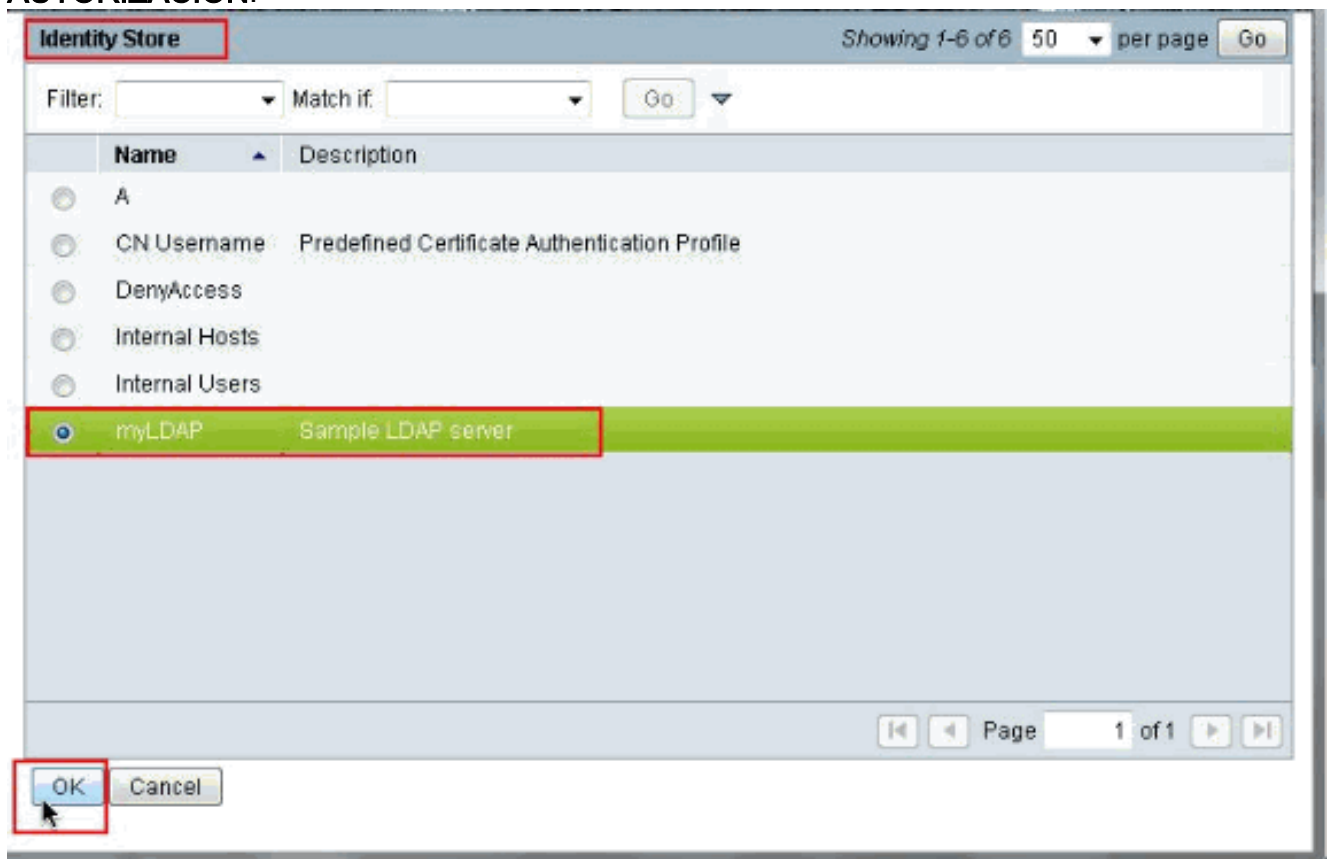 AUTORIZACIÓN.
Identity Store Showing 1-6 of 6 50 per page Go
Filter: Match if: Go
Name Description
A
CN Username Predefined Certificate Authentication Profile
DenyAccess
Internal Hosts
Internal Users
myLDAP Sample LDAP server
Page 1 of 1
OK Cancel